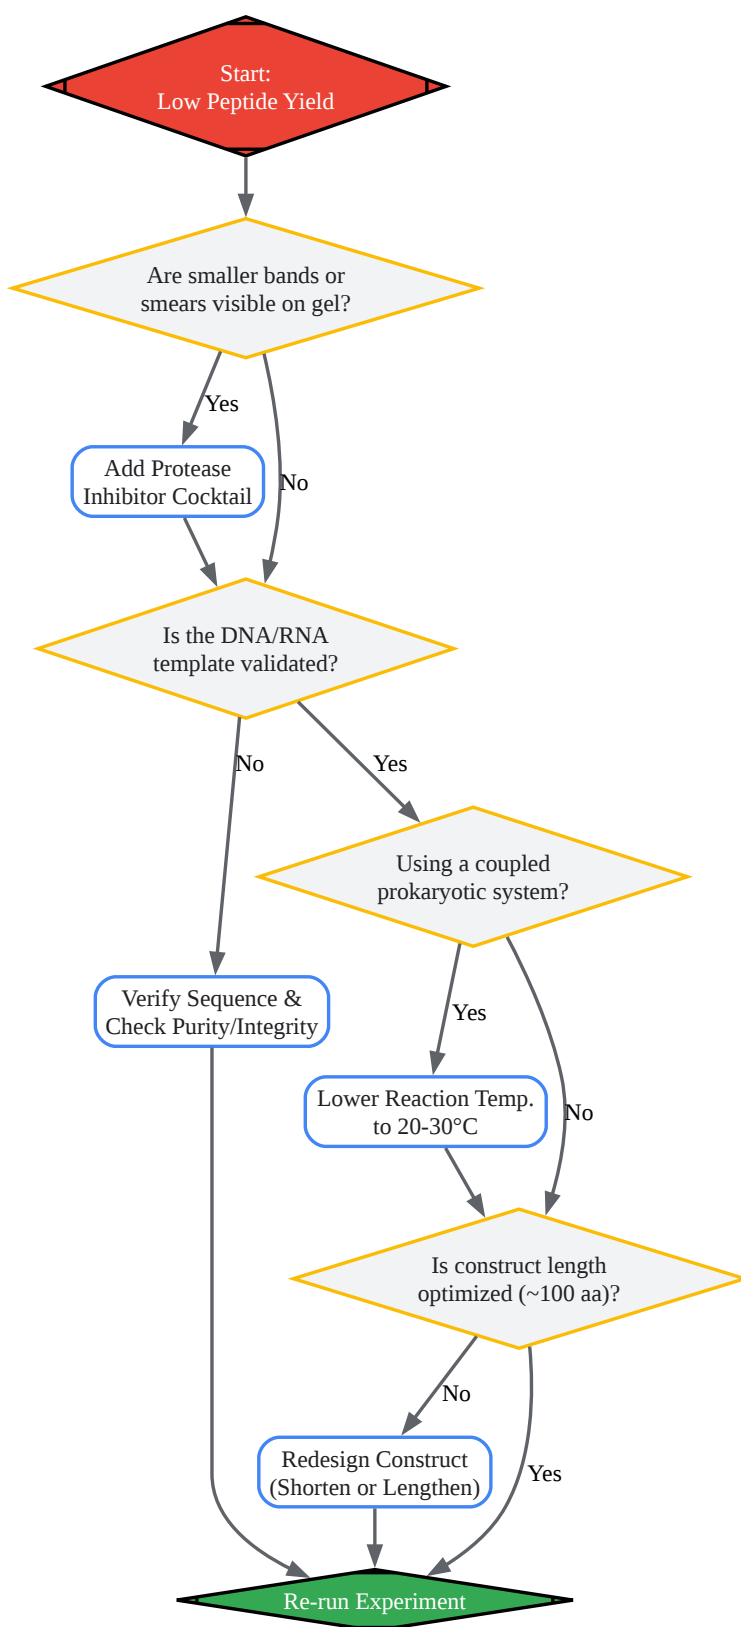 Start:
Low Peptide Yield
Are smaller bands or
smears visible on gel?
Yes
Add Protease
Inhibitor Cocktail
No
Is the DNA/RNA
template validated?
No
Yes
Using a coupled
prokaryotic system?
Verify Sequence &
Check Purity/Integrity
Yes
Lower Reaction Temp.
to 20-30°C
No
Is construct length
optimized (~100 aa)?
No
Redesign Construct
(Shorten or Lengthen)
Yes
Re-run Experiment